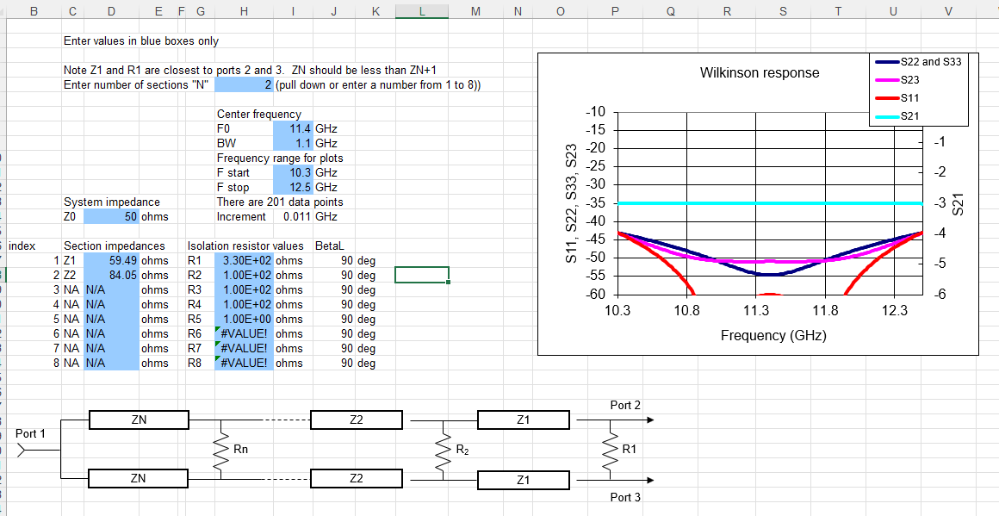 B C D E F G H I J K L M N O P Q R S T U V
Enter values in blue boxes only
Note Z1 and R1 are closest to ports 2 and 3. ZN should be less than ZN+1
Enter number of sections "N" 2 (pull down or enter a number from 1 to 8))
Center frequency
F0 11.4 GHz
BW 1.1 GHz
Frequency range for plots
F start 10.3 GHz
F stop 12.5 GHz
System impedance There are 201 data points
Z0 50 ohms Increment 0.011 GHz
index Section impedances Isolation resistor values BetaL
1 Z1 59.49 ohms R1 3.30E+02 ohms 90 deg
2 Z2 84.05 ohms R2 1.00E+02 ohms 90 deg
3 NA N/A ohms R3 1.00E+02 ohms 90 deg
4 NA N/A ohms R4 1.00E+02 ohms 90 deg
5 NA N/A ohms R5 1.00E+00 ohms 90 deg
6 NA N/A ohms R6 #VALUE! ohms 90 deg
7 NA N/A ohms R7 #VALUE! ohms 90 deg
8 NA N/A ohms R8 #VALUE! ohms 90 deg
Wilkinson response
S22 and S33
S23
S11
S21
S11, S22, S33, S23
-10
-15
-20
-25
-30
-35
-40
-45
-50
-55
-60
-1
-2
-3
-4
-5
-6
S21
10.3 10.8 11.3 11.8 12.3
Frequency (GHz)
Port 2
ZN Z2 Z1
Port 1
Rn R2 R1
ZN Z2 Z1
Port 3